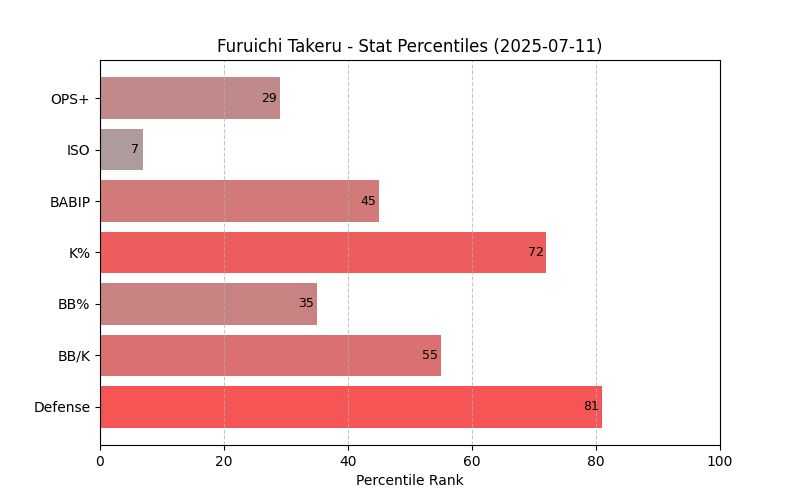 Furuichi Takeru - Stat Percentiles (2025-07-11)
OPS+ 29
ISO 7
BABIP 45
K% 72
BB% 35
BB/K 55
Defense 81
0 20 40 60 80 100
Percentile Rank